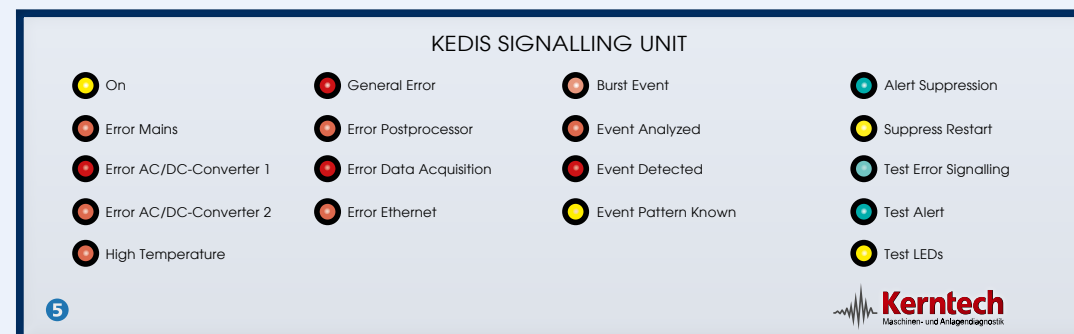 KEDIS SIGNALLING UNIT
On
General Error
Burst Event
Alert Suppression
Error Mains
Error Postprocessor
Event Analyzed
Suppress Restart
Error AC/DC-Converter 1
Error Data Acquisition
Event Detected
Test Error Signalling
Error AC/DC-Converter 2
Error Ethernet
Event Pattern Known
Test Alert
High Temperature
Test LEDs
5
Kerntech
Maschinen- und Anlagendiagnostik